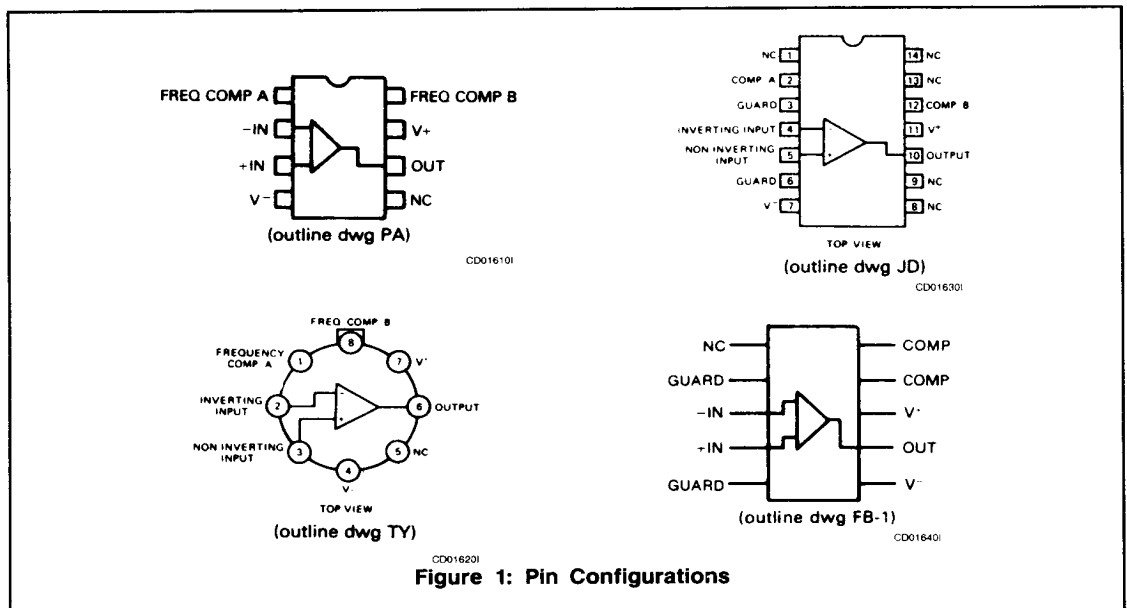 FREQ COMP A FREQ COMP B
-IN V+
+IN OUT
V- NC
(outline dwg PA)
CD01610I
NC 1 14 NC
COMP A 2 13 NC
GUARD 3 12 COMP B
INVERTING INPUT 4 11 V+
NON INVERTING
INPUT 5 10 OUTPUT
GUARD 6 9 NC
V- 7 8 NC
TOP VIEW
(outline dwg JD)
CD01630I
FREQ COMP B
8
FREQUENCY
COMP A 1 7 V+
INVERTING
INPUT 2 6 OUTPUT
NON INVERTING
INPUT 3 5 NC
4
V-
TOP VIEW
(outline dwg TY)
CD01620I
NC COMP
GUARD COMP
-IN V+
+IN OUT
GUARD V-
(outline dwg FB-1)
CD01640I
Figure 1: Pin Configurations